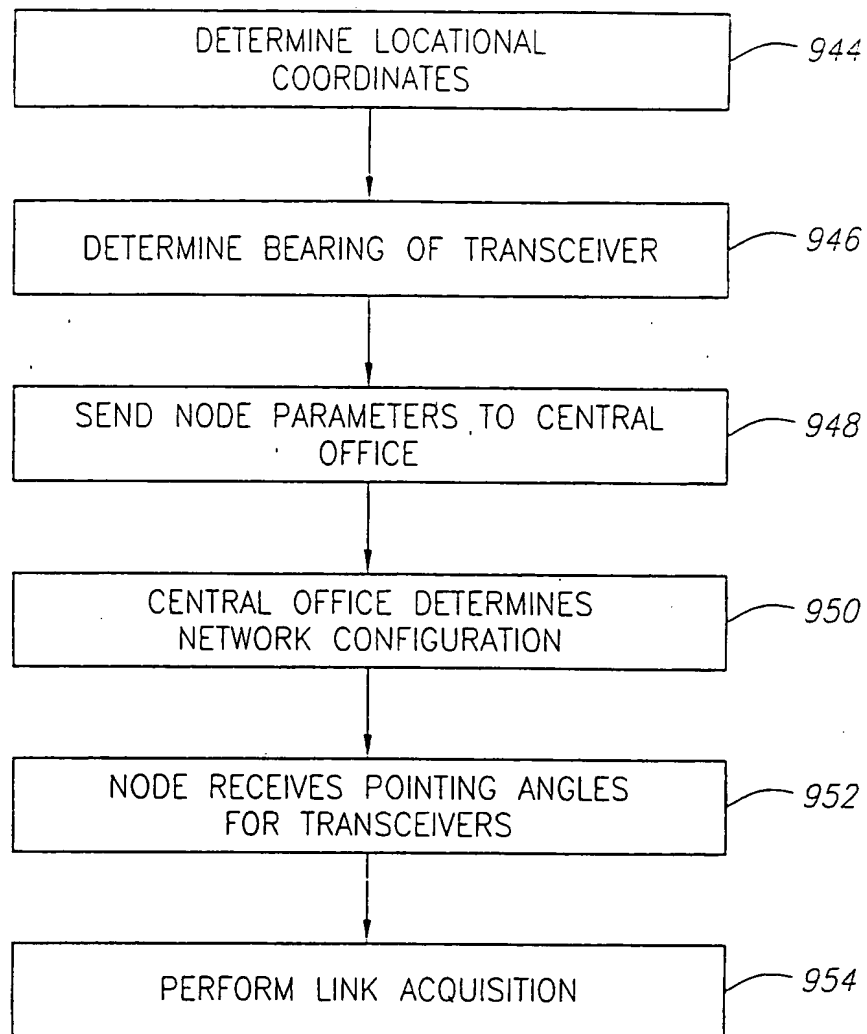 DETERMINE LOCATIONAL
COORDINATES
944
DETERMINE BEARING OF TRANSCEIVER
946
SEND NODE PARAMETERS TO CENTRAL
OFFICE
948
CENTRAL OFFICE DETERMINES
NETWORK CONFIGURATION
950
NODE RECEIVES POINTING ANGLES
FOR TRANSCEIVERS
952
PERFORM LINK ACQUISITION
954